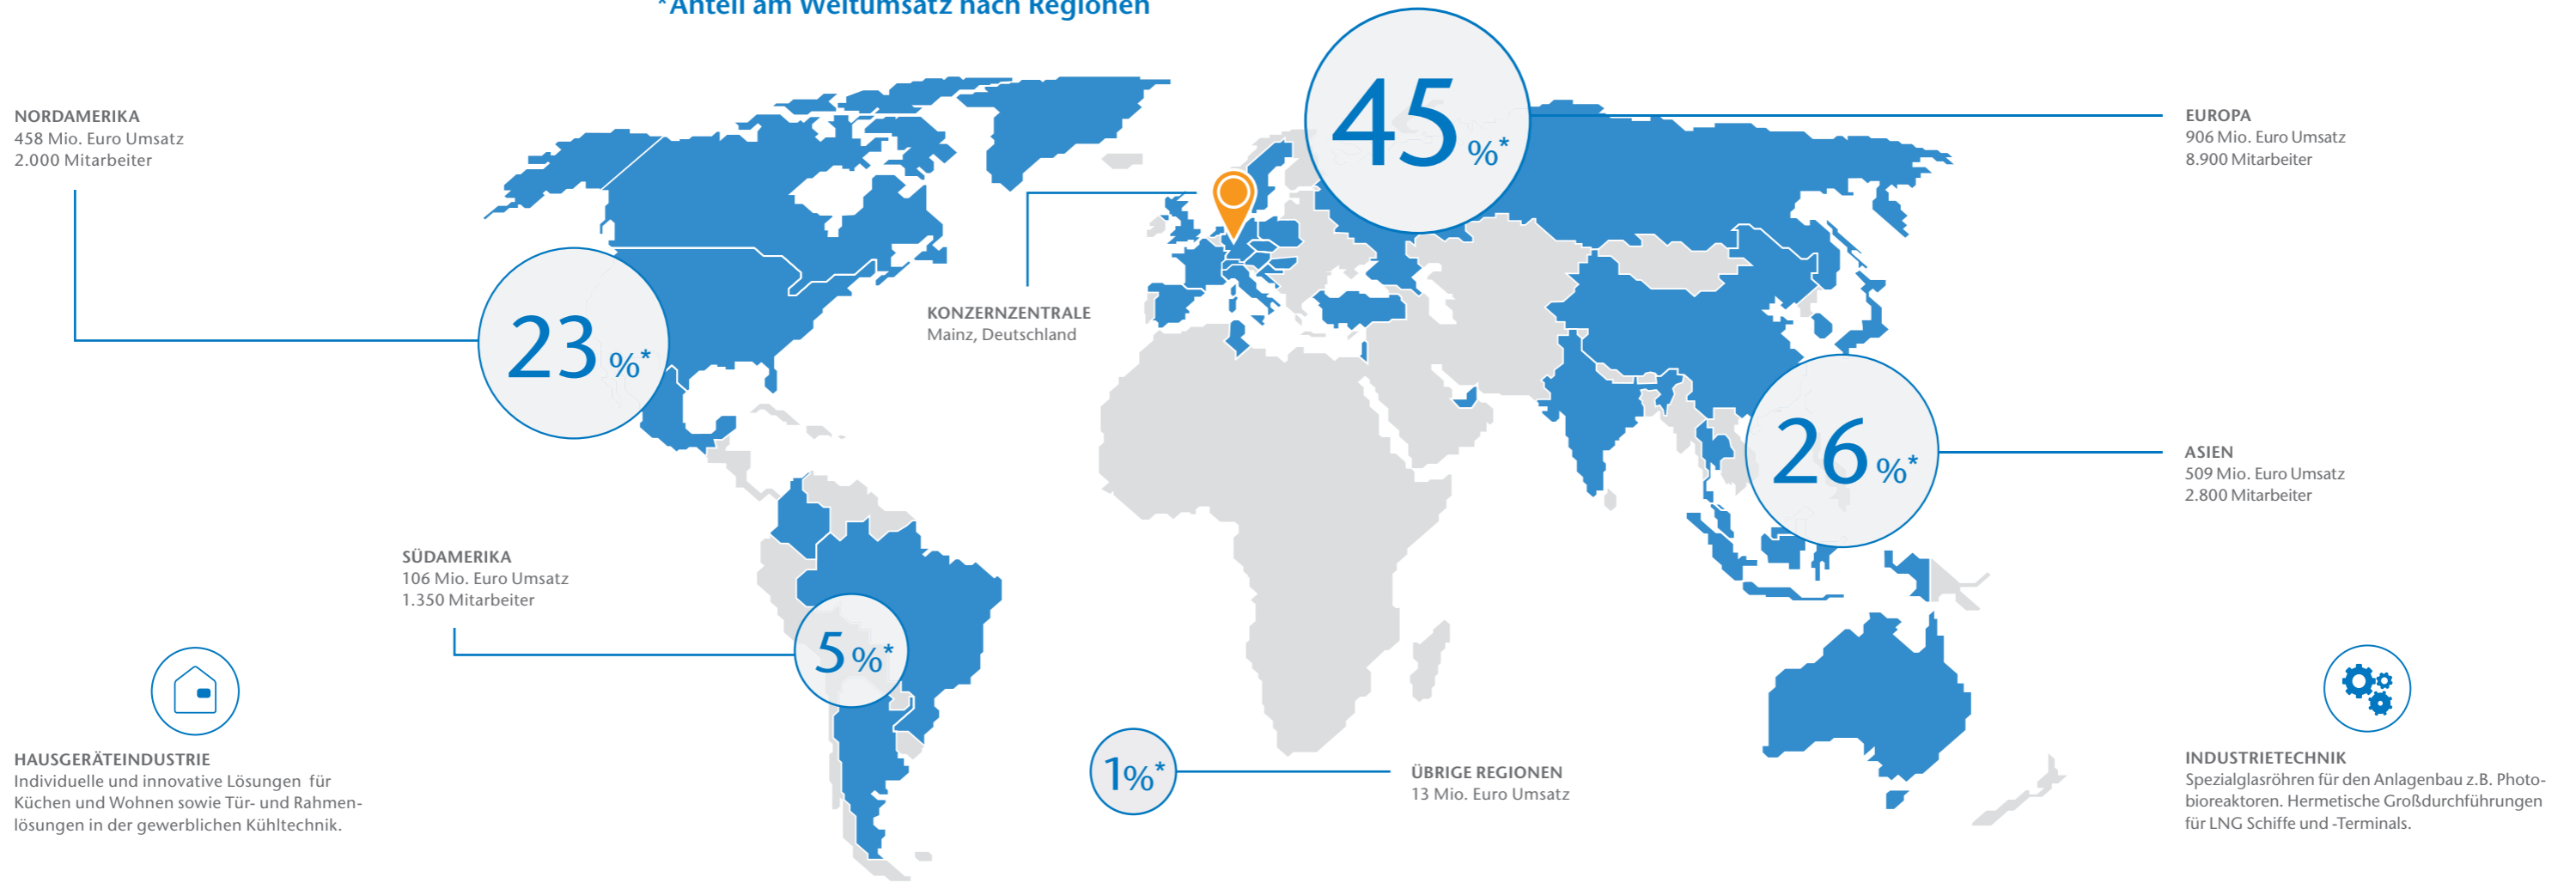 *Anteil am Weltumsatz nach Regionen
NORDAMERIKA
458 Mio. Euro Umsatz
2.000 Mitarbeiter
23 %*
45 %*
EUROPA
906 Mio. Euro Umsatz
8.900 Mitarbeiter
KONZERNZENTRALE
Mainz, Deutschland
26 %*
ASIEN
509 Mio. Euro Umsatz
2.800 Mitarbeiter
SÜDAMERIKA
106 Mio. Euro Umsatz
1.350 Mitarbeiter
5 %*
1%*
ÜBRIGE REGIONEN
13 Mio. Euro Umsatz
HAUSGERÄTEINDUSTRIE
Individuelle und innovative Lösungen für
Küchen und Wohnen sowie Tür- und Rahmen-
lösungen in der gewerblichen Kühltechnik.
INDUSTRIETECHNIK
Spezialglasröhren für den Anlagenbau z.B. Photo-
bioreaktoren. Hermetische Großdurchführungen
für LNG Schiffe und -Terminals.